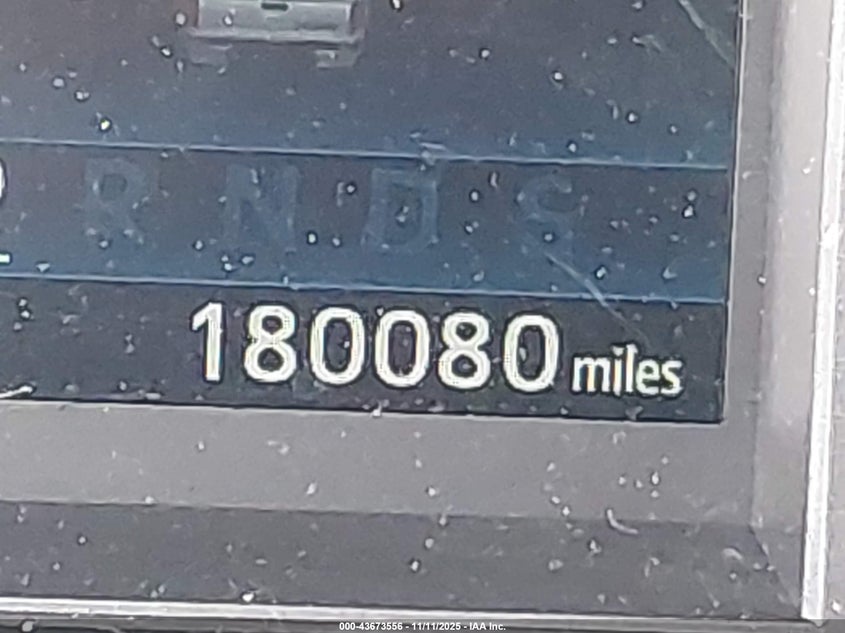 R N D S
180080 miles
000-43673556 - 11/11/2025 - IAA Inc.